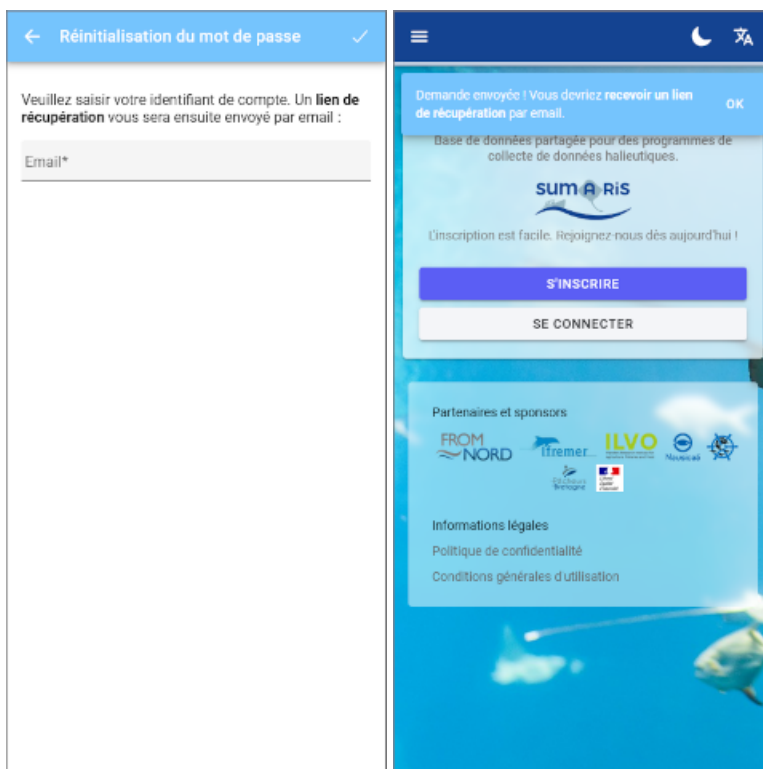 Réinitialisation du mot de passe
Veuillez saisir votre identifiant de compte. Un lien de
récupération vous sera ensuite envoyé par email :
Email*
Demande envoyée ! Vous devriez recevoir un lien
de récupération par email.
OK
Base de données partagée pour des programmes de
collecte de données halieutiques.
sumARiS
L'inscription est facile. Rejoignez-nous dès aujourd'hui !
S'INSCRIRE
SE CONNECTER
Partenaires et sponsors
FROM
NORD
Ifremer
ILVO
Nausicaá
Pêcheurs
Bretagne
Informations légales
Politique de confidentialité
Conditions générales d'utilisation